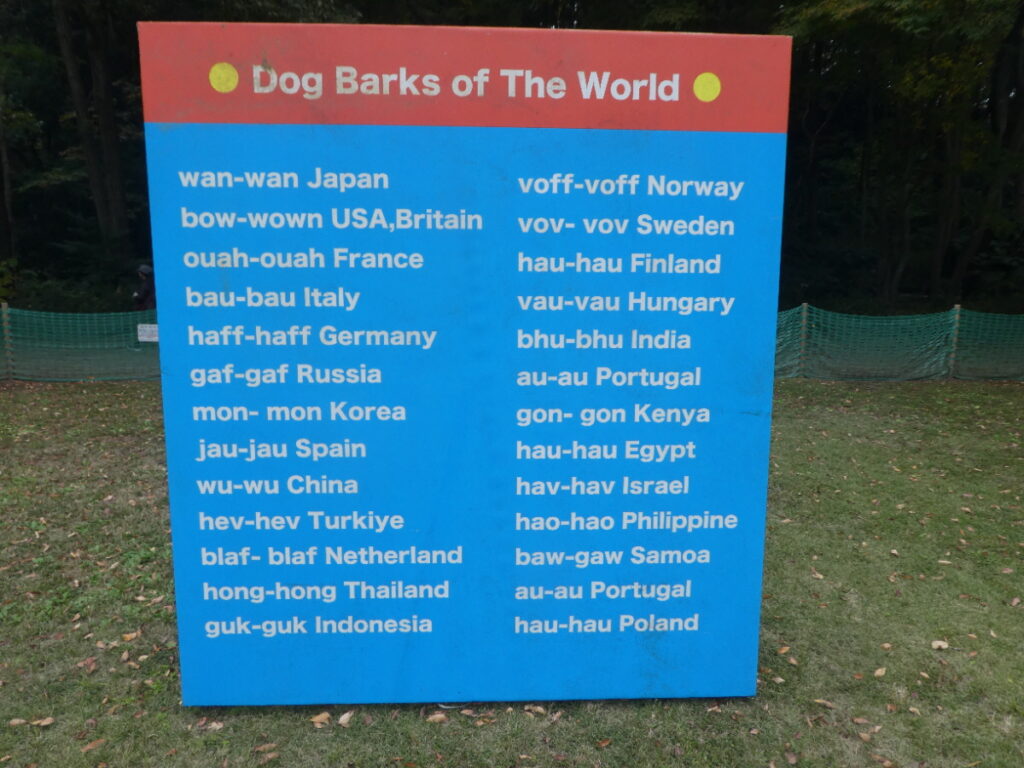 Dog Barks of The World
wan-wan Japan
bow-wown USA,Britain
ouah-ouah France
bau-bau Italy
haff-haff Germany
gaf-gaf Russia
mon- mon Korea
jau-jau Spain
wu-wu China
hev-hev Turkiye
blaf- blaf Netherland
hong-hong Thailand
guk-guk Indonesia
voff-voff Norway
vov- vov Sweden
hau-hau Finland
vau-vau Hungary
bhu-bhu India
au-au Portugal
gon- gon Kenya
hau-hau Egypt
hav-hav Israel
hao-hao Philippine
baw-gaw Samoa
au-au Portugal
hau-hau Poland